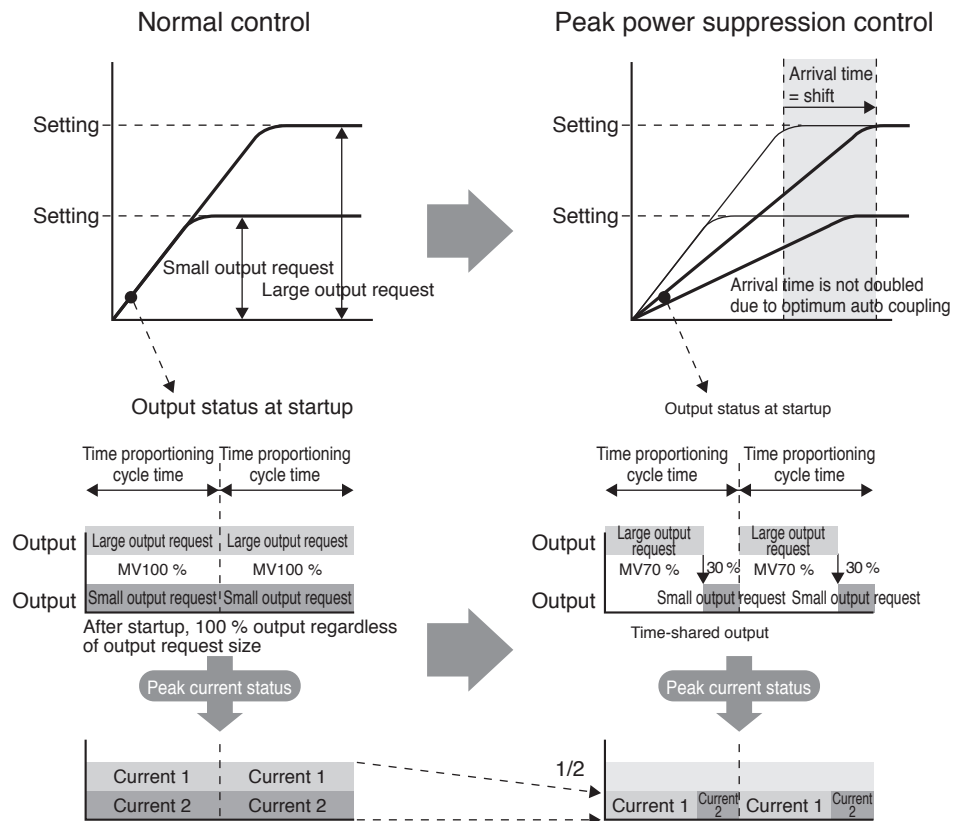 Normal control
Peak power suppression control
Setting
Setting
Small output request
Large output request
Output status at startup
Arrival time
= shift
Setting
Setting
Arrival time is not doubled
due to optimum auto coupling
Output status at startup
Time proportioning
cycle time
Time proportioning
cycle time
Output
Large output request
Large output request
MV100 %
MV100 %
Output
Small output request
Small output request
After startup, 100 % output regardless
of output request size
Peak current status
Current 1
Current 1
Current 2
Current 2
Time proportioning
cycle time
Time proportioning
cycle time
Output
Large output
request
Large output
request
MV70 %
30 %
MV70 %
30 %
Output
Small output request
Small output request
Time-shared output
Peak current status
1/2
Current 1
Current
2
Current 1
Current
2